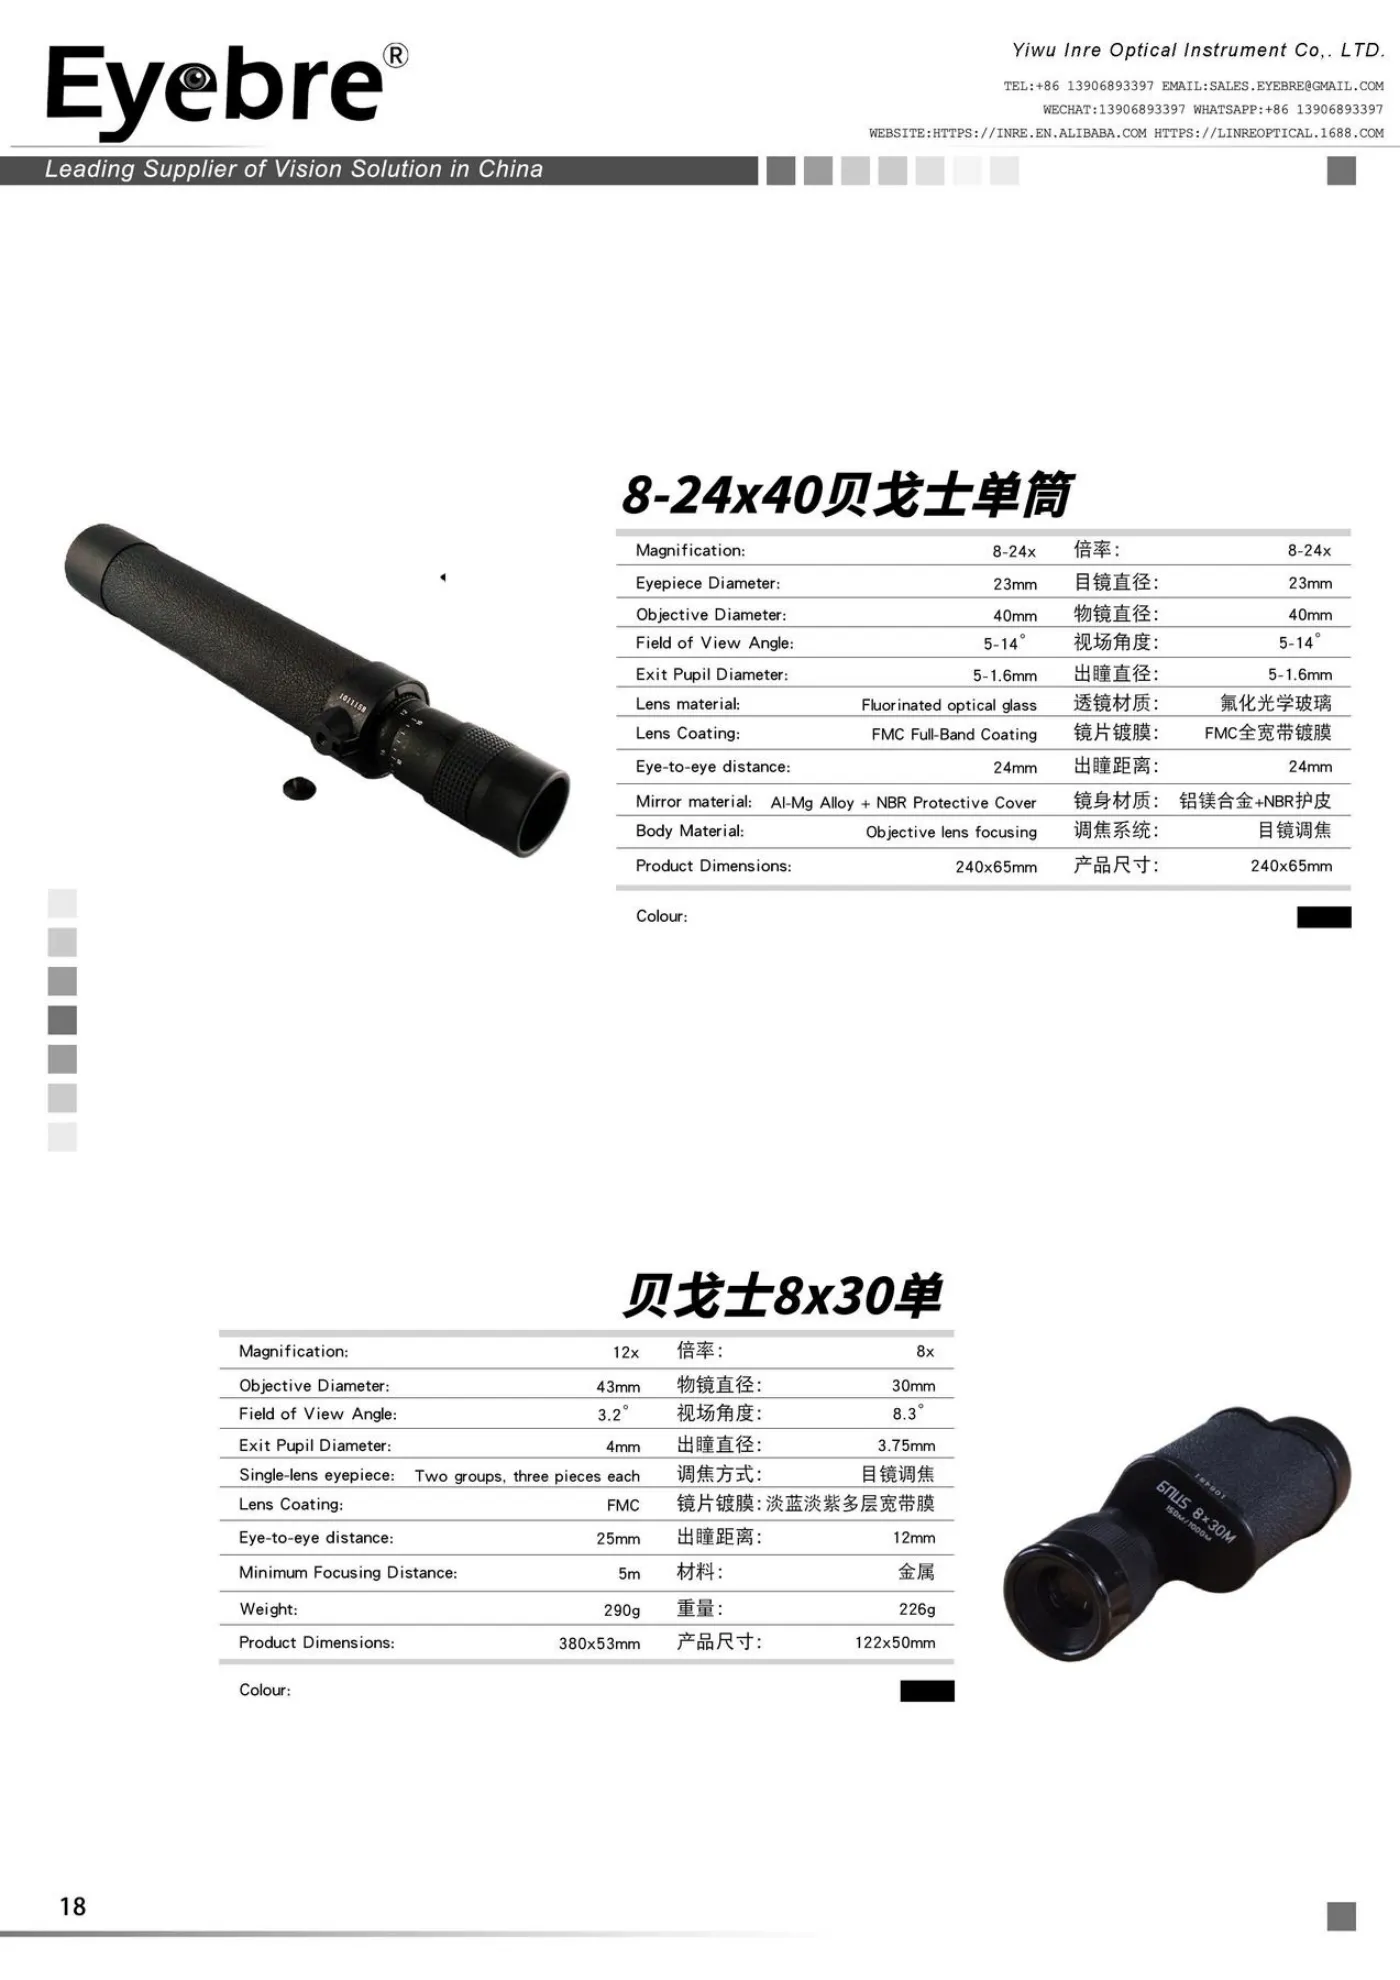 Eyebre®
Yiwu Inre Optical Instrument Co,. LTD.
TEL:+86 13906893397 EMAIL:SALES.EYEBRE@GMAIL.COM
WECHAT:13906893397 WHATSAPP:+86 13906893397
WEBSITE:HTTPS://INRE.EN.ALIBABA.COM HTTPS://LINREOPTICAL.1688.COM
Leading Supplier of Vision Solution in China
8-24x40贝戈士单筒
Magnification: 8-24x 倍率: 8-24x
Eyepiece Diameter: 23mm 目镜直径: 23mm
Objective Diameter: 40mm 物镜直径: 40mm
Field of View Angle: 5-14° 视场角度: 5-14°
Exit Pupil Diameter: 5-1.6mm 出瞳直径: 5-1.6mm
Lens material: Fluorinated optical glass 透镜材质: 氟化光学玻璃
Lens Coating: FMC Full-Band Coating 镜片镀膜: FMC全宽带镀膜
Eye-to-eye distance: 24mm 出瞳距离: 24mm
Mirror material: Al-Mg Alloy + NBR Protective Cover 镜身材质: 铝镁合金+NBR护皮
Body Material: Objective lens focusing 调焦系统: 目镜调焦
Product Dimensions: 240x65mm 产品尺寸: 240x65mm
Colour:
贝戈士8x30单
Magnification: 12x 倍率: 8x
Objective Diameter: 43mm 物镜直径: 30mm
Field of View Angle: 3.2° 视场角度: 8.3°
Exit Pupil Diameter: 4mm 出瞳直径: 3.75mm
Single-lens eyepiece: Two groups, three pieces each 调焦方式: 目镜调焦
Lens Coating: FMC 镜片镀膜: 淡蓝淡紫多层宽带膜
Eye-to-eye distance: 25mm 出瞳距离: 12mm
Minimum Focusing Distance: 5m 材料: 金属
Weight: 290g 重量: 226g
Product Dimensions: 380x53mm 产品尺寸: 122x50mm
Colour:
8×30M
150M/1000M
18